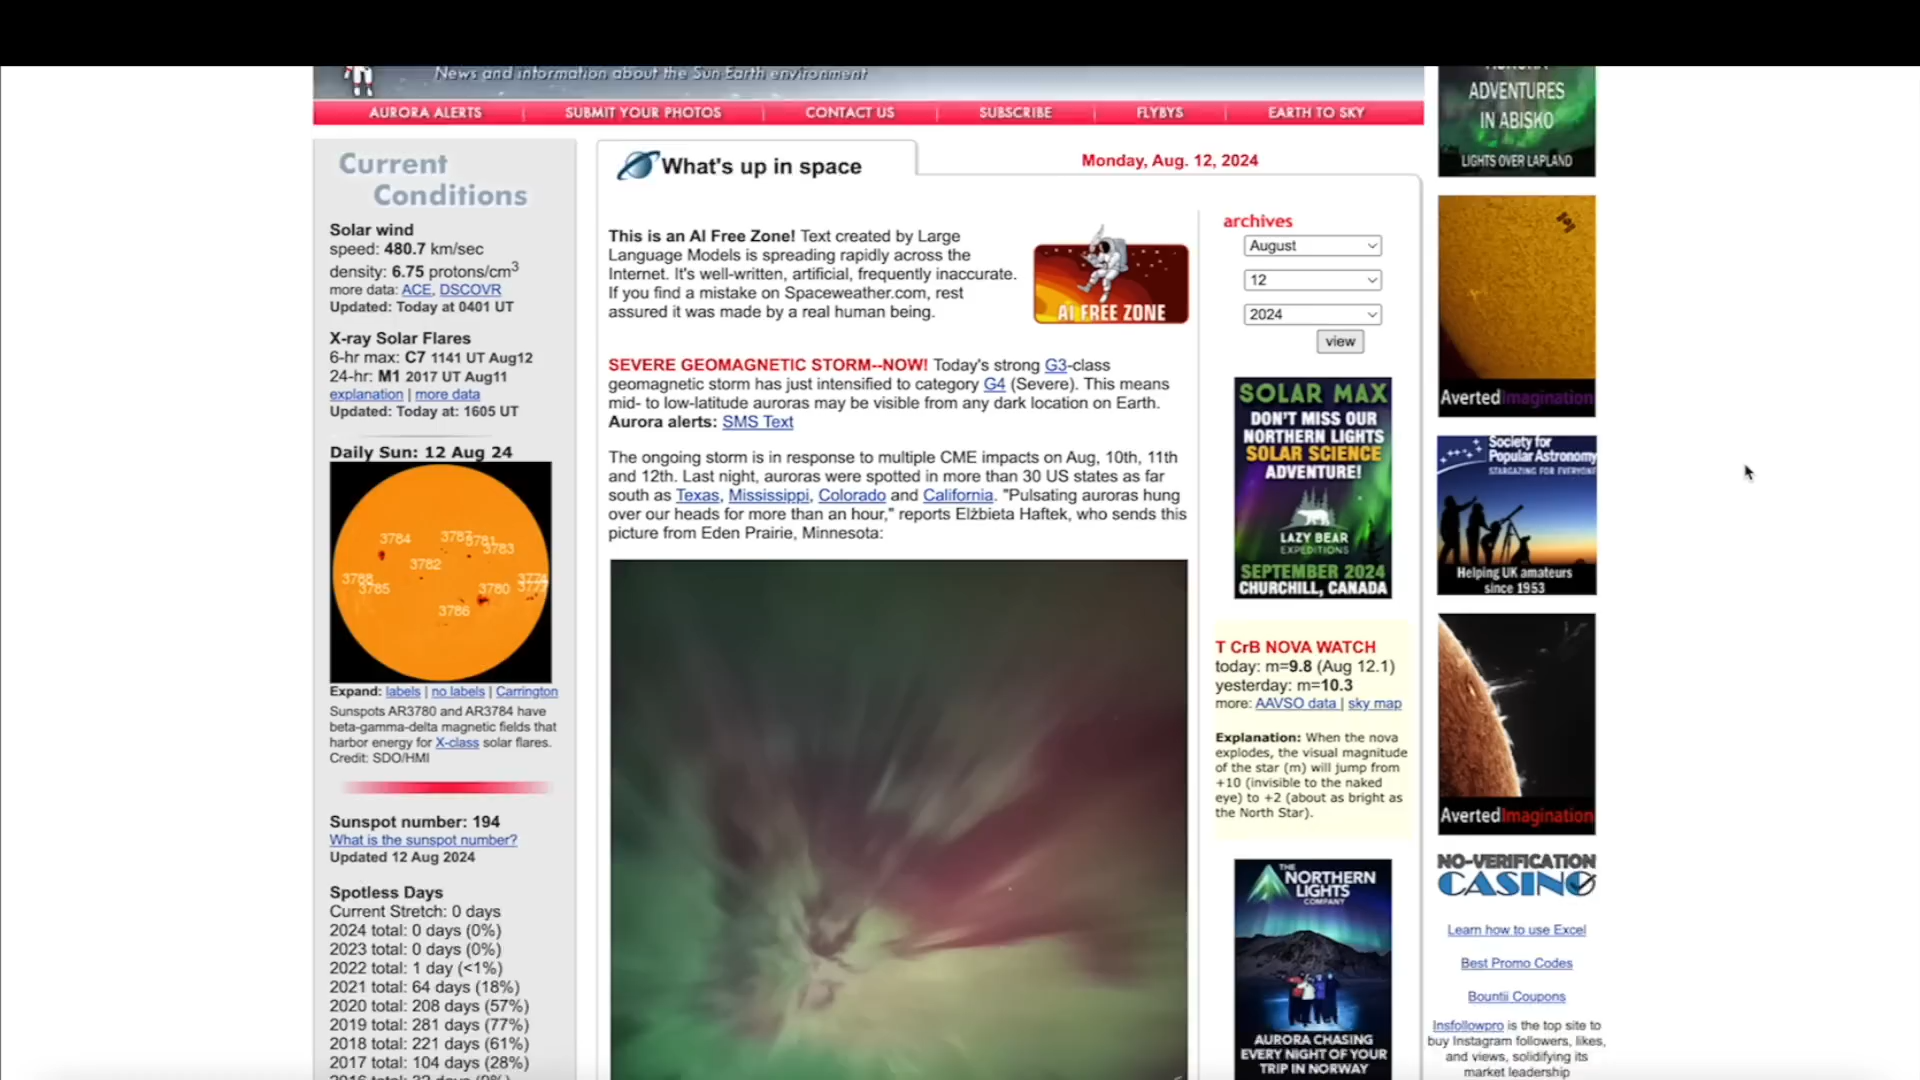 News and information about the Sun-Earth environment
AURORA ALERTS
SUBMIT YOUR PHOTOS
CONTACT US
SUBSCRIBE
FLYBYS
EARTH TO SKY
Current
Conditions
Solar wind
speed: 480.7 km/sec
density: 6.75 protons/cm3
more data: ACE, DSCOVR
Updated: Today at 0401 UT
X-ray Solar Flares
6-hr max: C7 1141 UT Aug12
24-hr: M1 2017 UT Aug11
explanation | more data
Updated: Today at: 1605 UT
Daily Sun: 12 Aug 24
3784
3787
3781
3783
3782
3788
3785
3780
3774
3777
3786
Expand: labels | no labels | Carrington
Sunspots AR3780 and AR3784 have
beta-gamma-delta magnetic fields that
harbor energy for X-class solar flares.
Credit: SDO/HMI
Sunspot number: 194
What is the sunspot number?
Updated 12 Aug 2024
Spotless Days
Current Stretch: 0 days
2024 total: 0 days (0%)
2023 total: 0 days (0%)
2022 total: 1 day (<1%)
2021 total: 64 days (18%)
2020 total: 208 days (57%)
2019 total: 281 days (77%)
2018 total: 221 days (61%)
2017 total: 104 days (28%)
What's up in space
Monday, Aug. 12, 2024
This is an AI Free Zone! Text created by Large
Language Models is spreading rapidly across the
Internet. It's well-written, artificial, frequently inaccurate.
If you find a mistake on Spaceweather.com, rest
assured it was made by a real human being.
AI FREE ZONE
SEVERE GEOMAGNETIC STORM--NOW! Today's strong G3-class
geomagnetic storm has just intensified to category G4 (Severe). This means
mid- to low-latitude auroras may be visible from any dark location on Earth.
Aurora alerts: SMS Text
The ongoing storm is in response to multiple CME impacts on Aug, 10th, 11th
and 12th. Last night, auroras were spotted in more than 30 US states as far
south as Texas, Mississippi, Colorado and California. "Pulsating auroras hung
over our heads for more than an hour," reports Elżbieta Haftek, who sends this
picture from Eden Prairie, Minnesota:
archives
August
12
2024
view
SOLAR MAX
DON'T MISS OUR
NORTHERN LIGHTS
SOLAR SCIENCE
ADVENTURE!
LAZY BEAR
EXPEDITIONS
SEPTEMBER 2024
CHURCHILL, CANADA
T CrB NOVA WATCH
today: m=9.8 (Aug 12.1)
yesterday: m=10.3
more: AAVSO data | sky map
Explanation: When the nova
explodes, the visual magnitude
of the star (m) will jump from
+10 (invisible to the naked
eye) to +2 (about as bright as
the North Star).
THE
NORTHERN
LIGHTS
COMPANY
AURORA CHASING
EVERY NIGHT OF YOUR
TRIP IN NORWAY
ADVENTURES
IN ABISKO
LIGHTS OVER LAPLAND
AvertedImagination
Society for
Popular Astronomy
STARGAZING FOR EVERYONE
Helping UK amateurs
since 1953
AvertedImagination
NO-VERIFICATION
CASINO
Learn how to use Excel
Best Promo Codes
Bountii Coupons
Insfollowpro is the top site to
buy Instagram followers, likes,
and views, solidifying its
market leadership